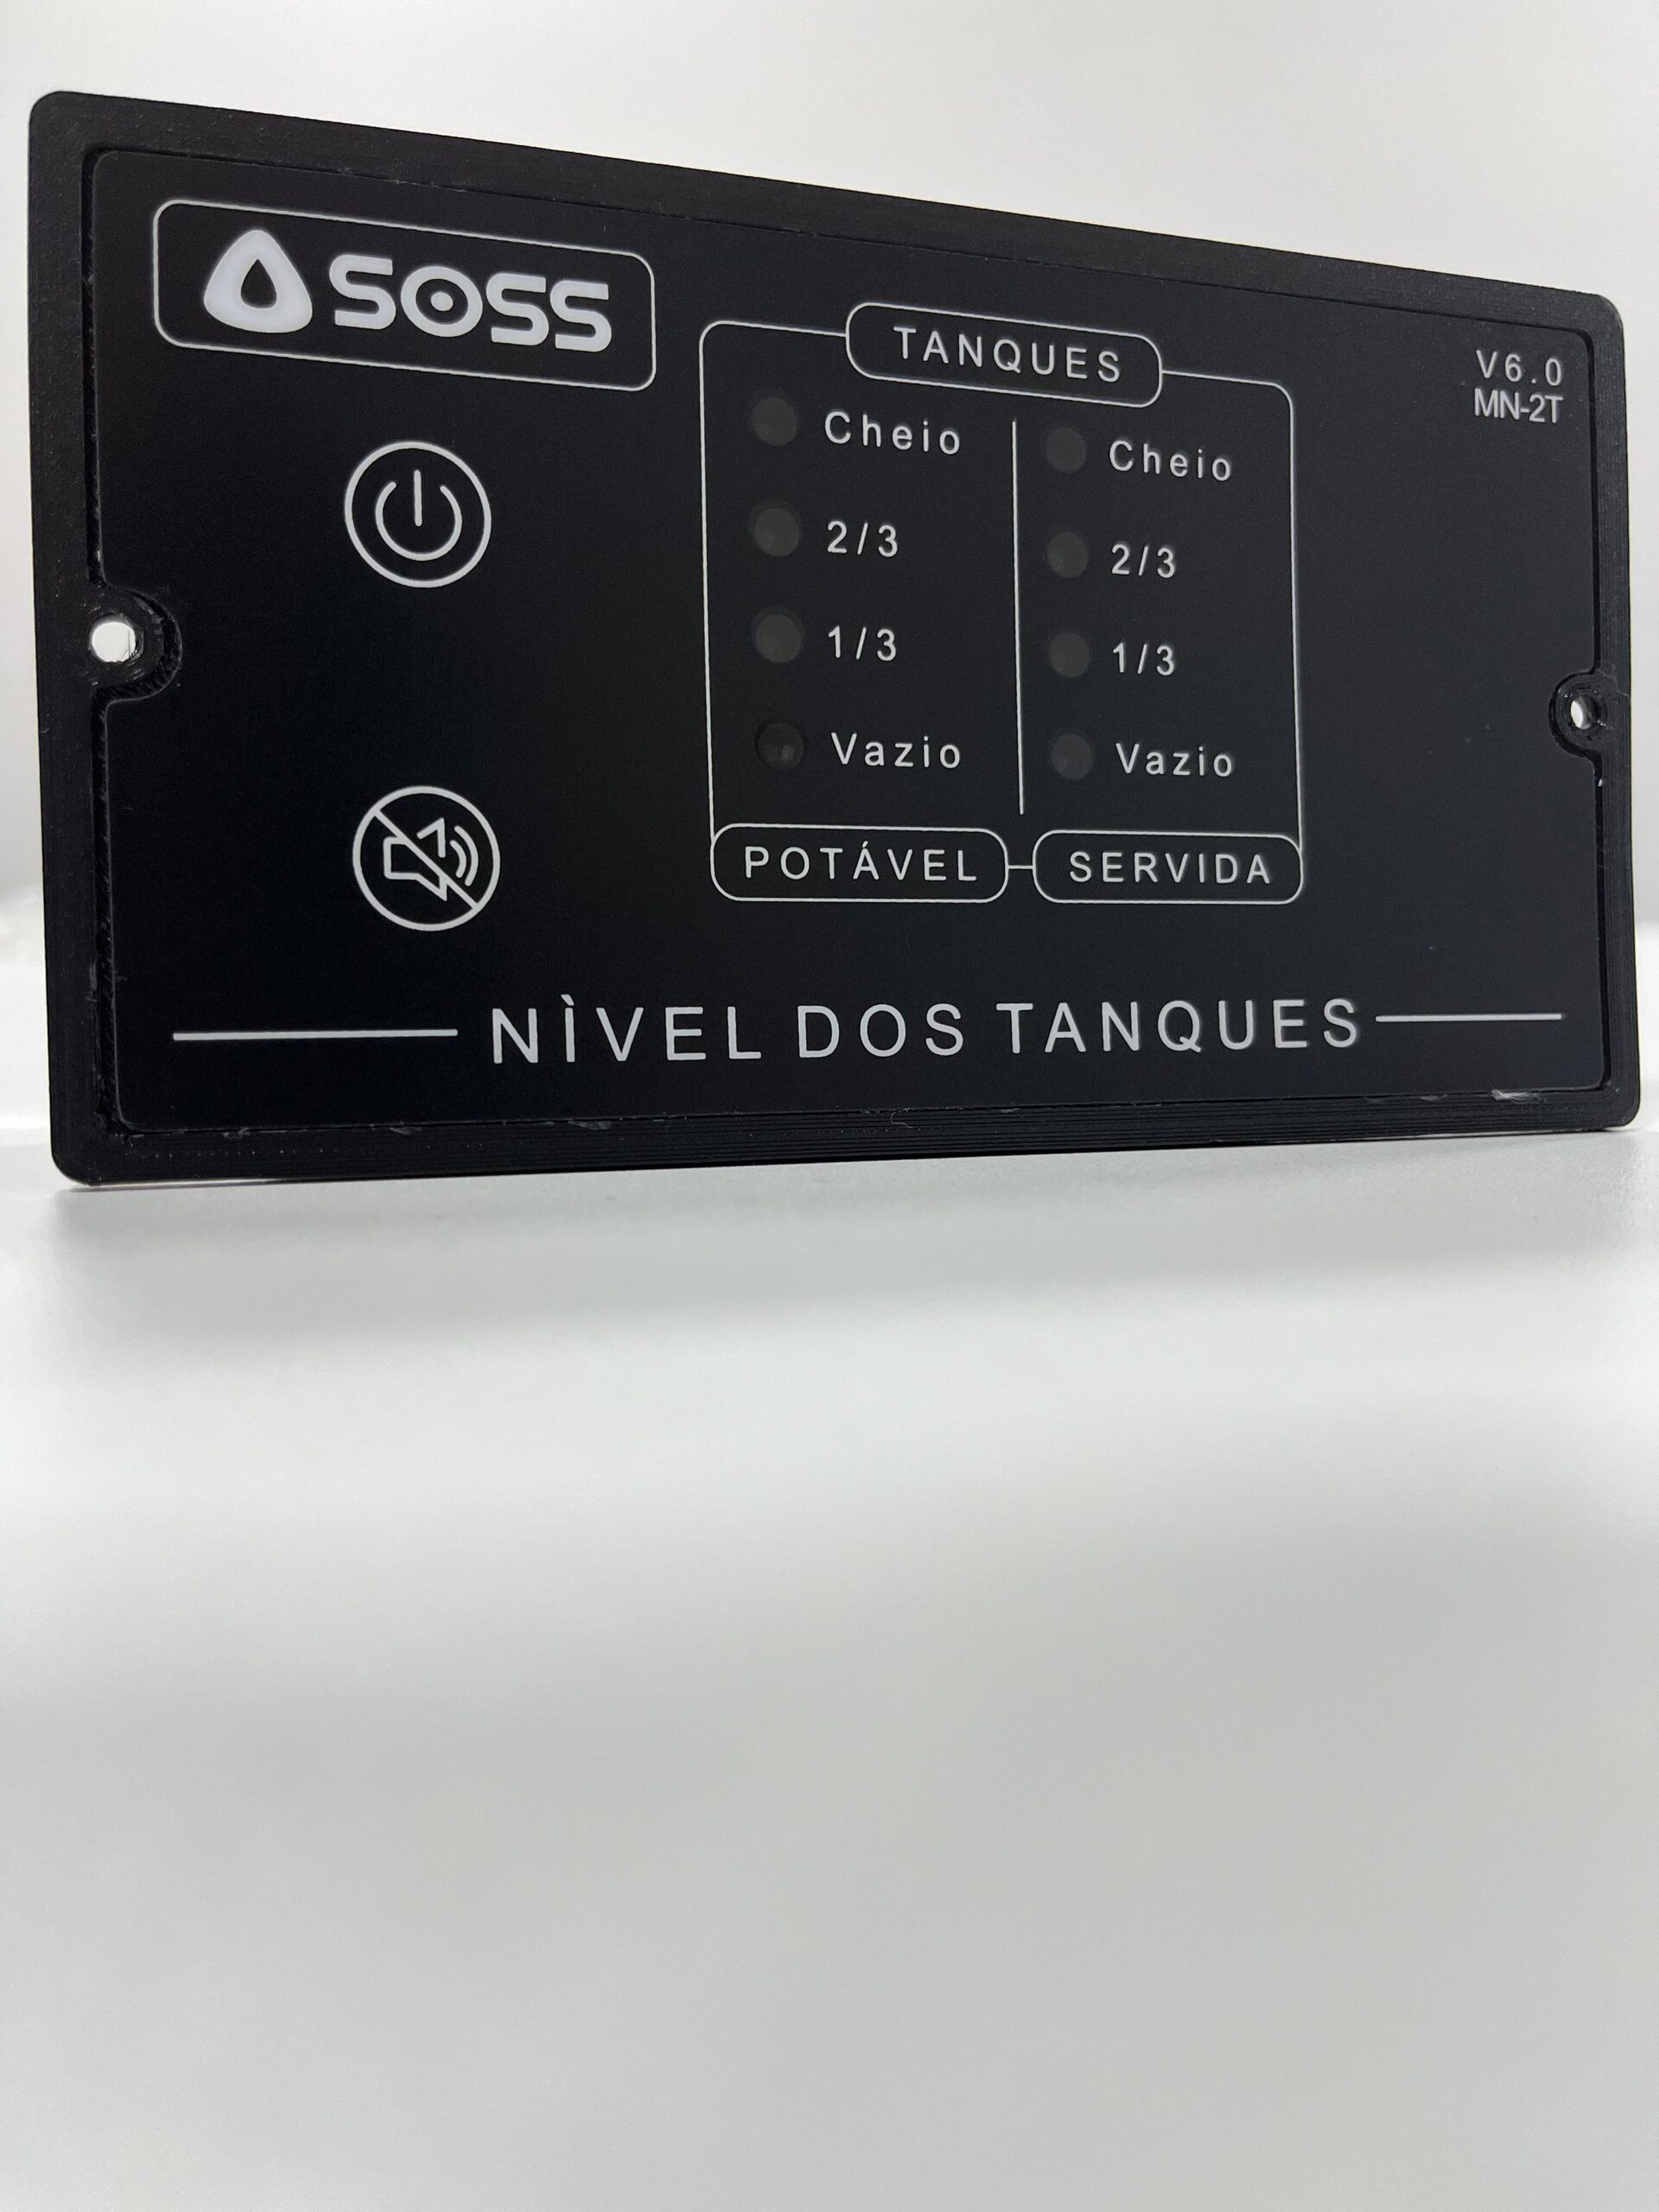 SOSS
TANQUES
V6.0
MN-2T
Cheio
2/3
1/3
Vazio
Cheio
2/3
1/3
Vazio
POTÁVEL
SERVIDA
NÌVEL DOS TANQUES